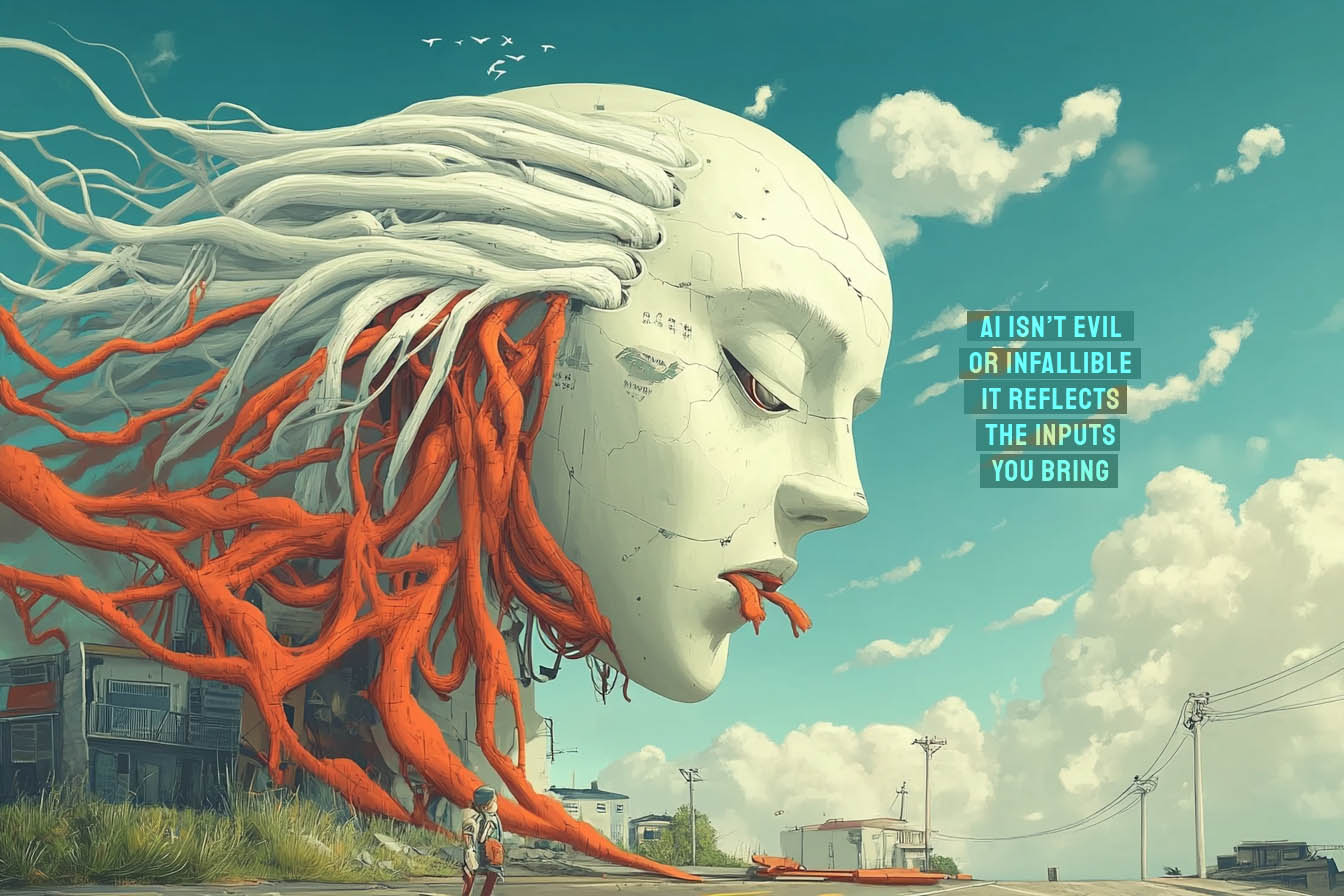 AI ISN'T EVIL
OR INFALLIBLE
IT REFLECTS
THE INPUTS
YOU BRING